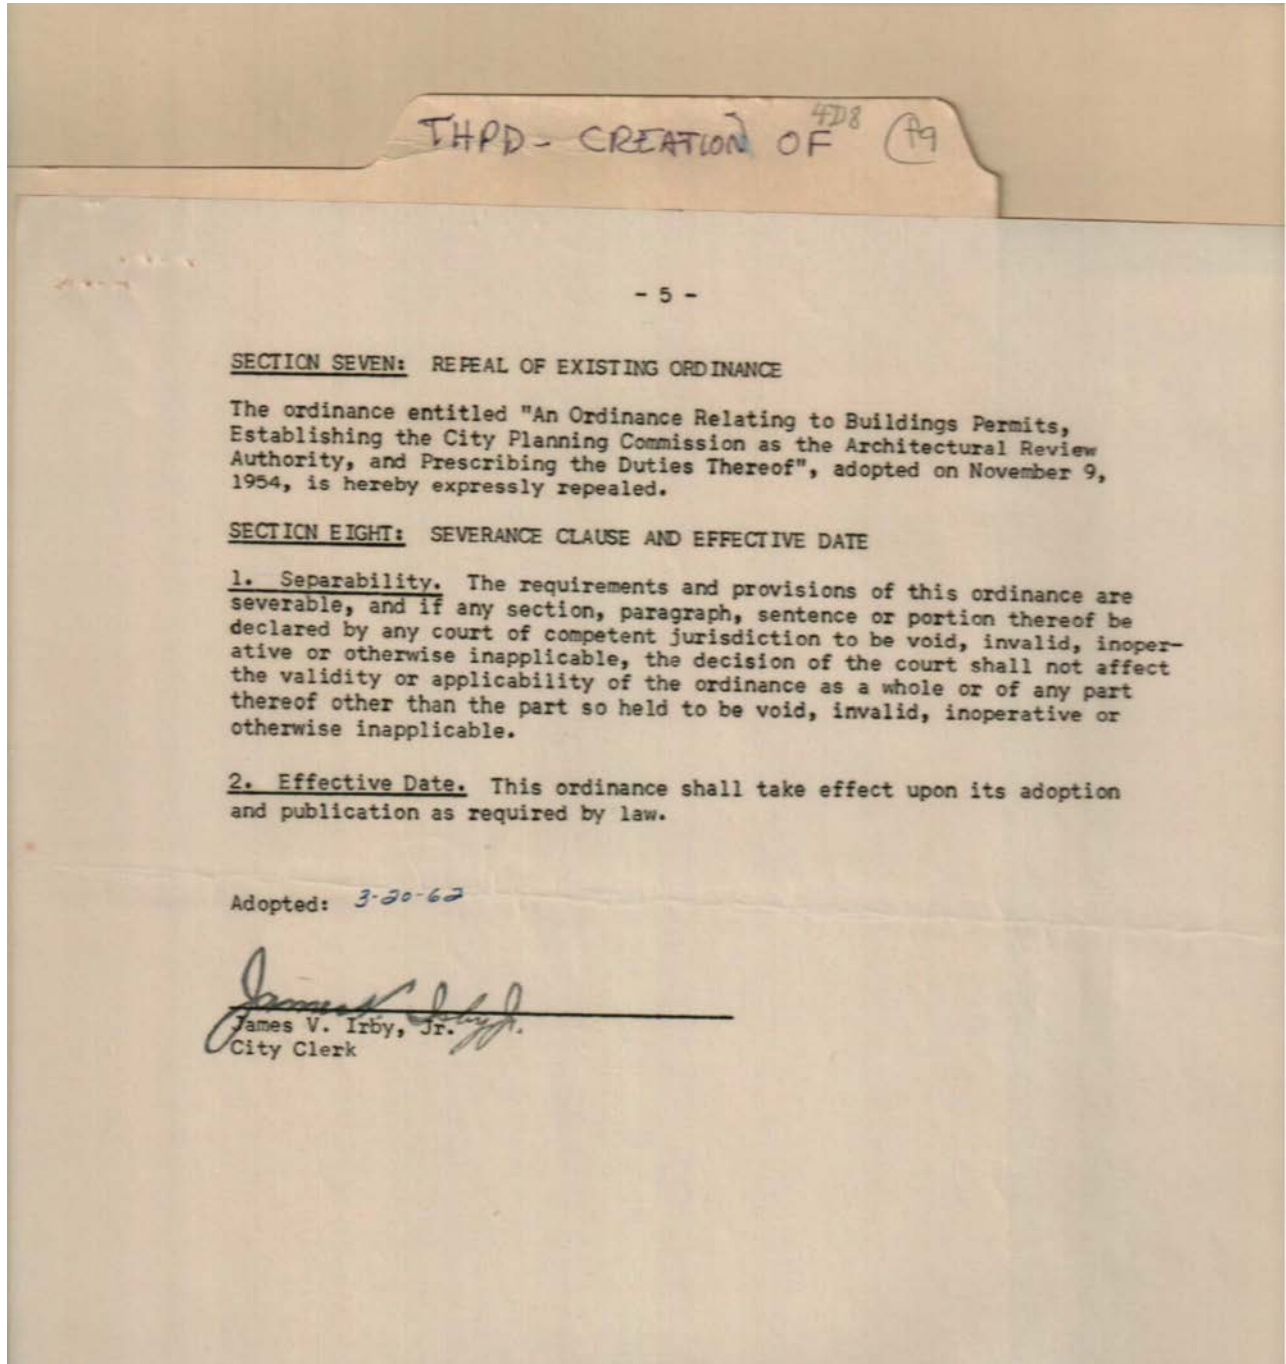 4D8
THPD - CREATION OF
- 5 -
SECTION SEVEN: REPEAL OF EXISTING ORDINANCE
The ordinance entitled "An Ordinance Relating to Buildings Permits,
Establishing the City Planning Commission as the Architectural Review
Authority, and Prescribing the Duties Thereof", adopted on November 9,
1954, is hereby expressly repealed.
SECTION EIGHT: SEVERANCE CLAUSE AND EFFECTIVE DATE
1. Separability. The requirements and provisions of this ordinance are
severable, and if any section, paragraph, sentence or portion thereof be
declared by any court of competent jurisdiction to be void, invalid, inoper-
ative or otherwise inapplicable, the decision of the court shall not affect
the validity or applicability of the ordinance as a whole or of any part
thereof other than the part so held to be void, invalid, inoperative or
otherwise inapplicable.
2. Effective Date. This ordinance shall take effect upon its adoption
and publication as required by law.
Adopted: 3-20-62
James V. Irby Jr.
James V. Irby, Jr.
City Clerk